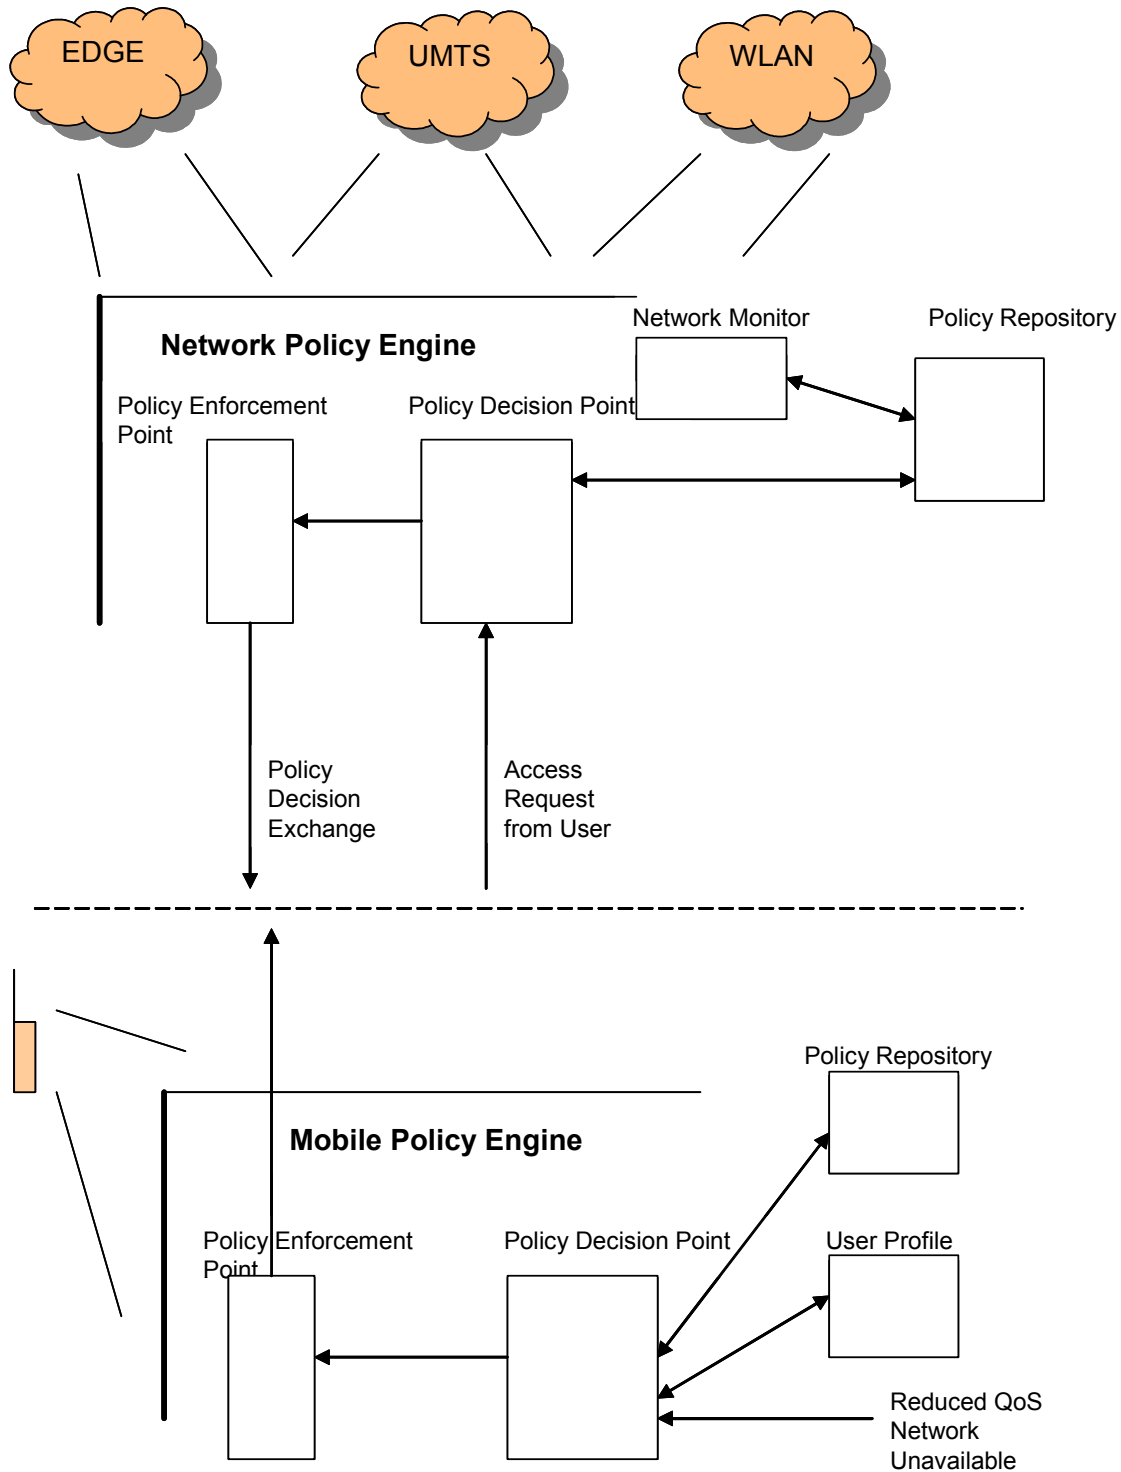 EDGE
UMTS
WLAN
Network Monitor
Policy Repository
Network Policy Engine
Policy Enforcement
Point
Policy Decision Point
Policy
Decision
Exchange
Access
Request
from User
Policy Repository
Mobile Policy Engine
Policy Enforcement
Point
Policy Decision Point
User Profile
Reduced QoS
Network
Unavailable